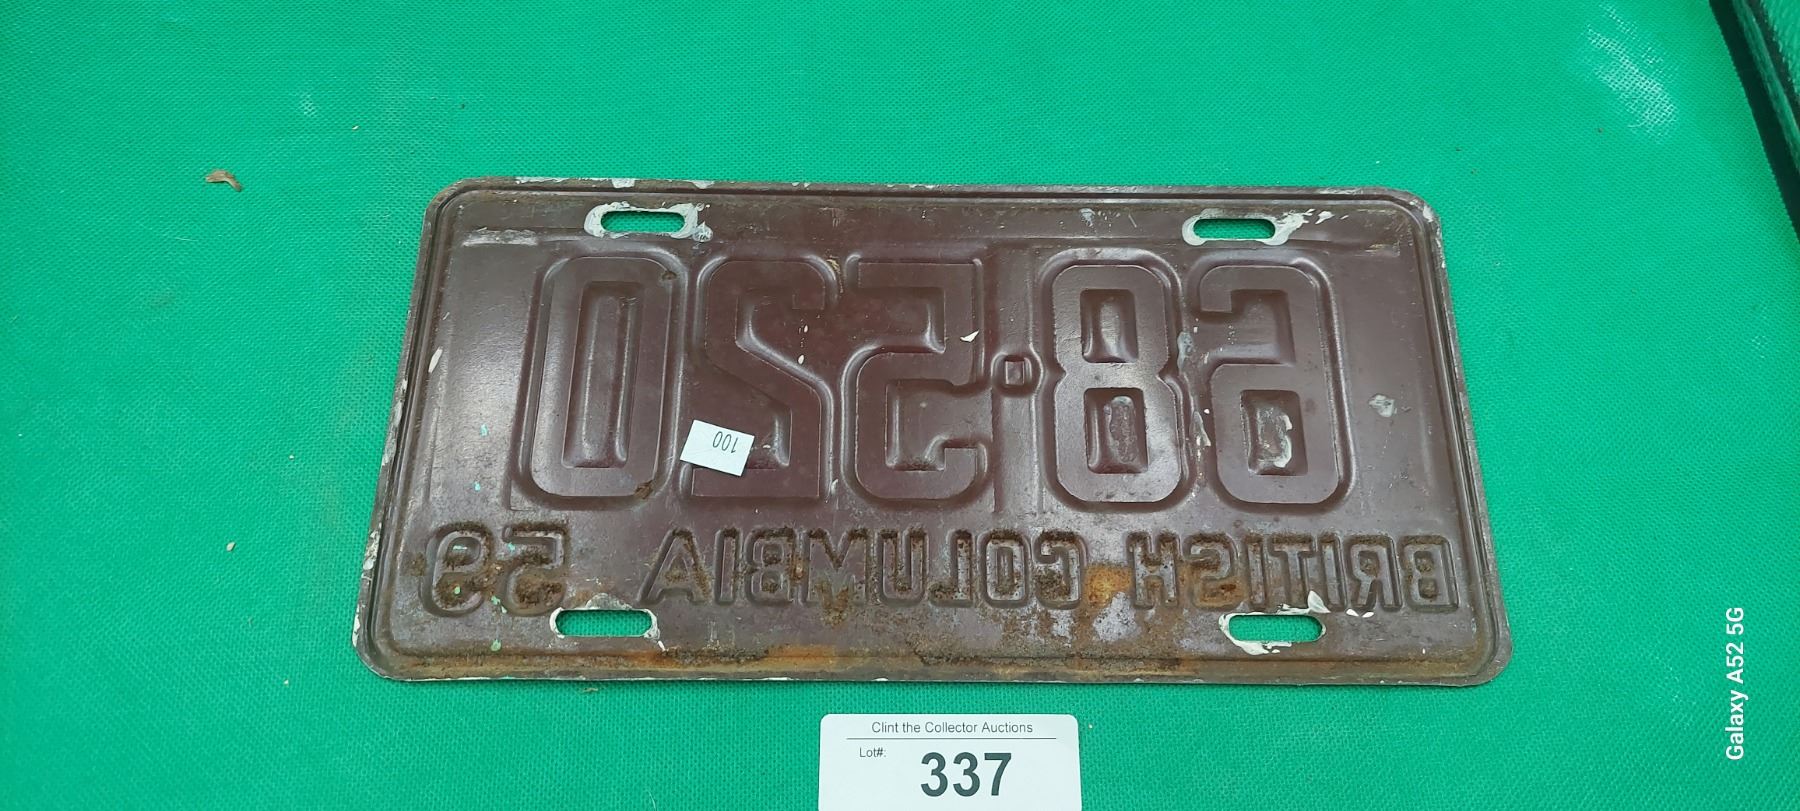 68·520
100
BRITISH COLUMBIA 59
Clint the Collector Auctions
Lot#:
337
Galaxy A52 5G